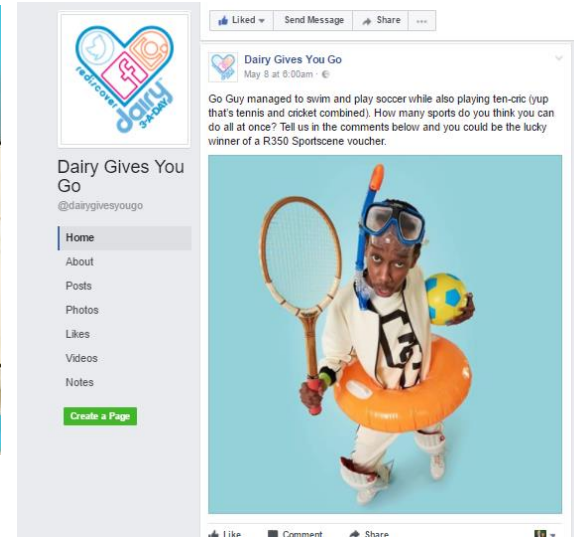 Liked
Send Message
Share
rediscover
dairy
3-A-DAY
Dairy Gives You
Go
@dairygivesyougo
Home
About
Posts
Photos
Likes
Videos
Notes
Create a Page
Dairy Gives You Go
May 8 at 6:00am ·
Go Guy managed to swim and play soccer while also playing ten-cric (yup
that's tennis and cricket combined). How many sports do you think you can
do all at once? Tell us in the comments below and you could be the lucky
winner of a R350 Sportscene voucher.
Like
Comment
Share